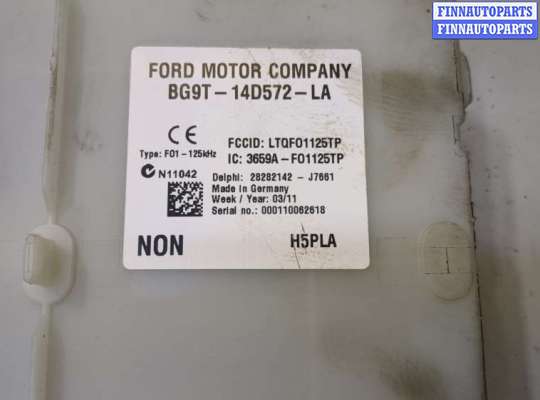 FINNAUTOPARTS
FINNAUTOPARTS
FORD MOTOR COMPANY
BG9T-14D572-LA
CE
FCCID: LTQFO1125TP
Type: FO1-125kHz
IC: 3659A-FO1125TP
N11042
Delphi: 28282142 - J7661
Made in Germany
Week / Year: 03/11
Serial no.: 000110062618
NON
H5PLA